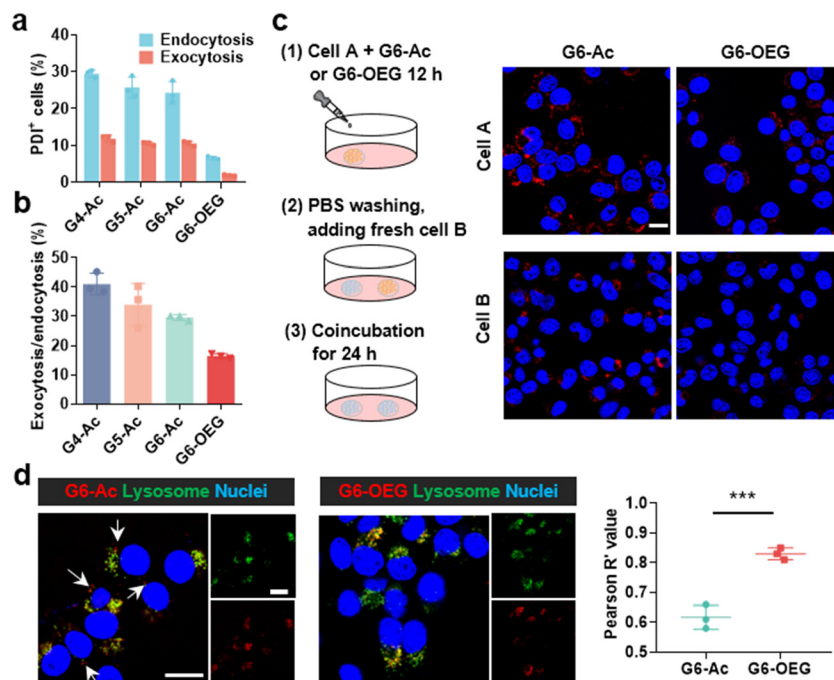 a
Endocytosis
Exocytosis
PDI⁺ cells (%)
40
30
20
10
0
G4-Ac
G5-Ac
G6-Ac
G6-OEG
b
Exocytosis/endocytosis (%)
50
40
30
20
10
0
G4-Ac
G5-Ac
G6-Ac
G6-OEG
c
(1) Cell A + G6-Ac
or G6-OEG 12 h
(2) PBS washing,
adding fresh cell B
(3) Coincubation
for 24 h
G6-Ac
G6-OEG
Cell A
Cell B
d
G6-Ac Lysosome Nuclei
G6-OEG Lysosome Nuclei
Pearson R' value
1.0
0.9
0.8
0.7
0.6
0.5
***
G6-Ac
G6-OEG